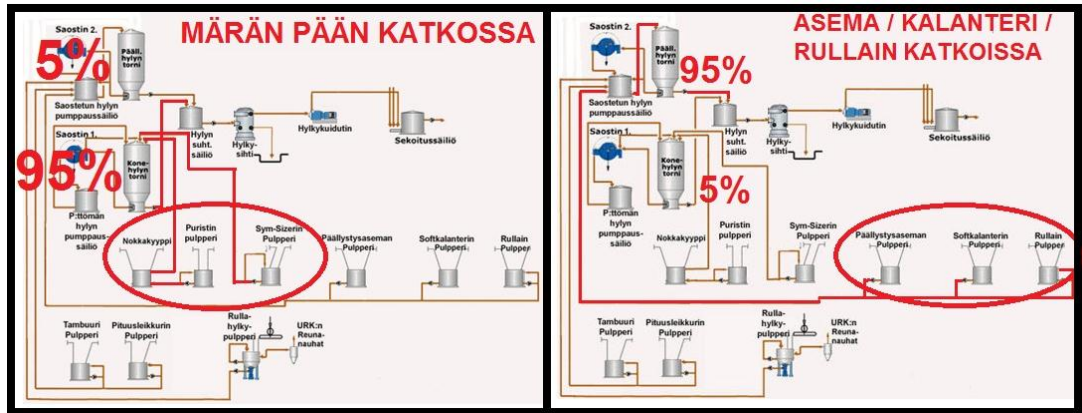 MÄRÄN PÄÄN KATKOSSA
Saostin 2.
Pääll.
hylyn
torni
5%
Saostetun hylyn
pumppaussäiliö
Saostin 1.
95%
Kone-
hylyn
torni
Hylyn
suht.
säiliö
Hylky-
sihti
Hylkykuidutin
Sekoitussäiliö
P:ttömän
hylyn
pumppaus-
säiliö
Nokkakyyppi
Puristin
pulpperi
Sym-Sizerin
Pulpperi
Päällystysaseman
Pulpperi
Softkalanterin
Pulpperi
Rullain
Pulpperi
Tambuuri
Pulpperi
Pituusleikkurin
Pulpperi
Rulla-
hylky-
pulpperi
URK:n
Reuna-
nauhat
ASEMA / KALANTERI /
RULLAIN KATKOISSA
Saostin 2.
Pääll.
hylyn
torni
95%
Saostetun hylyn
pumppaussäiliö
Saostin 1.
Kone-
hylyn
torni
5%
Hylyn
suht.
säiliö
Hylky-
sihti
Hylkykuidutin
Sekoitussäiliö
P:ttömän
hylyn
pumppaus-
säiliö
Nokkakyyppi
Puristin
pulpperi
Sym-Sizerin
Pulpperi
Päällystysaseman
Pulpperi
Softkalanterin
Pulpperi
Rullain
Pulpper
Tambuuri
Pulpperi
Pituusleikkurin
Pulpperi
Rulla-
hylky-
pulpperi
URK:n
Reuna-
nauhat